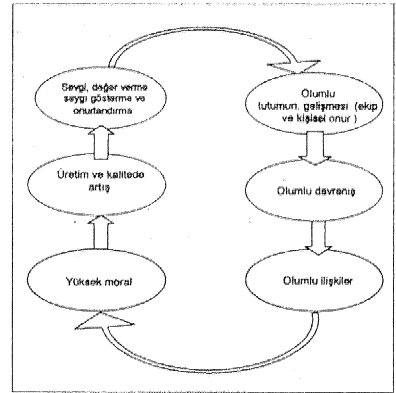 Sevgi, değer verme
saygı gösterme ve
onurlandırma
Olumlu
tutumun, gelişmesi (ekip
ve kişisel onur )
Üretim ve kalitede
artış
Olumlu davranış
Yüksek moral
Olumlu ilişkiler